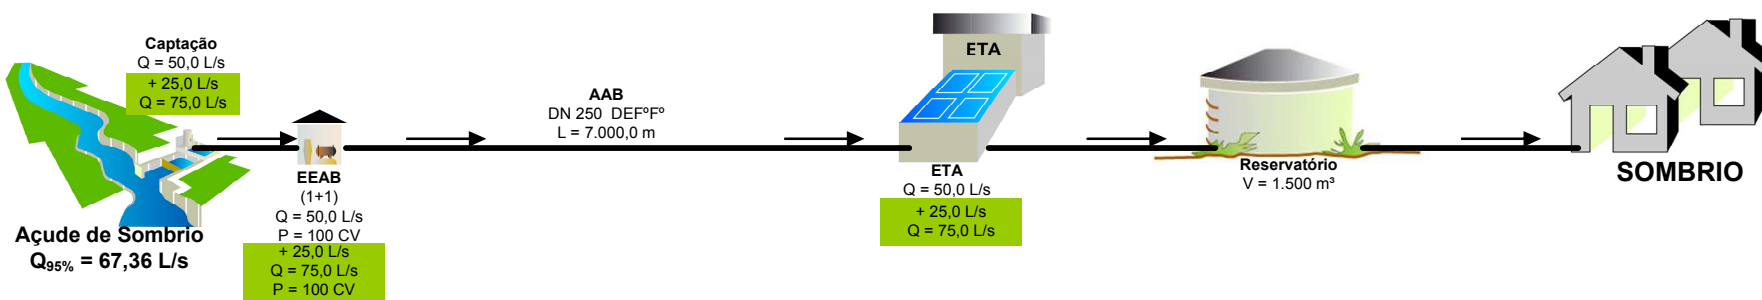 Captação
Q = 50,0 L/s
+ 25,0 L/s
Q = 75,0 L/s
Açude de Sombrio
Q95% = 67,36 L/s
EEAB
(1+1)
Q = 50,0 L/s
P = 100 CV
+ 25,0 L/s
Q = 75,0 L/s
P = 100 CV
AAB
DN 250 DEFºFº
L = 7.000,0 m
ETA
ETA
Q = 50,0 L/s
+ 25,0 L/s
Q = 75,0 L/s
Reservatório
V = 1.500 m³
SOMBRIO